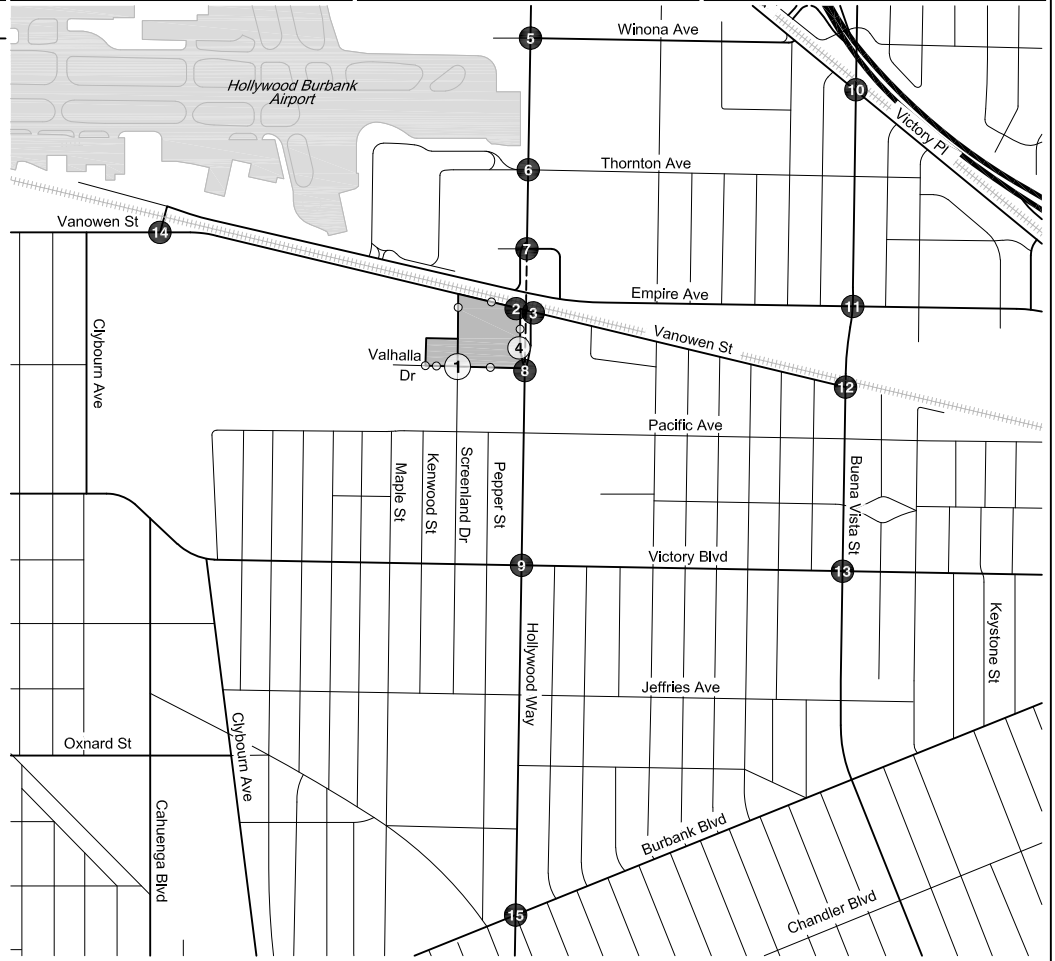 5
Winona Ave
Hollywood Burbank
Airport
10
Victory Pl
6
Thornton Ave
Vanowen St
14
7
Empire Ave
2
3
11
Clybourn Ave
Vanowen St
4
Valhalla
Dr
1
8
12
Pacific Ave
Maple St
Kenwood St
Screenland Dr
Pepper St
Buena Vista St
Victory Blvd
9
13
Hollywood Way
Keystone St
Jeffries Ave
Clybourn Ave
Oxnard St
Cahuenga Blvd
Burbank Blvd
Chandler Blvd
15